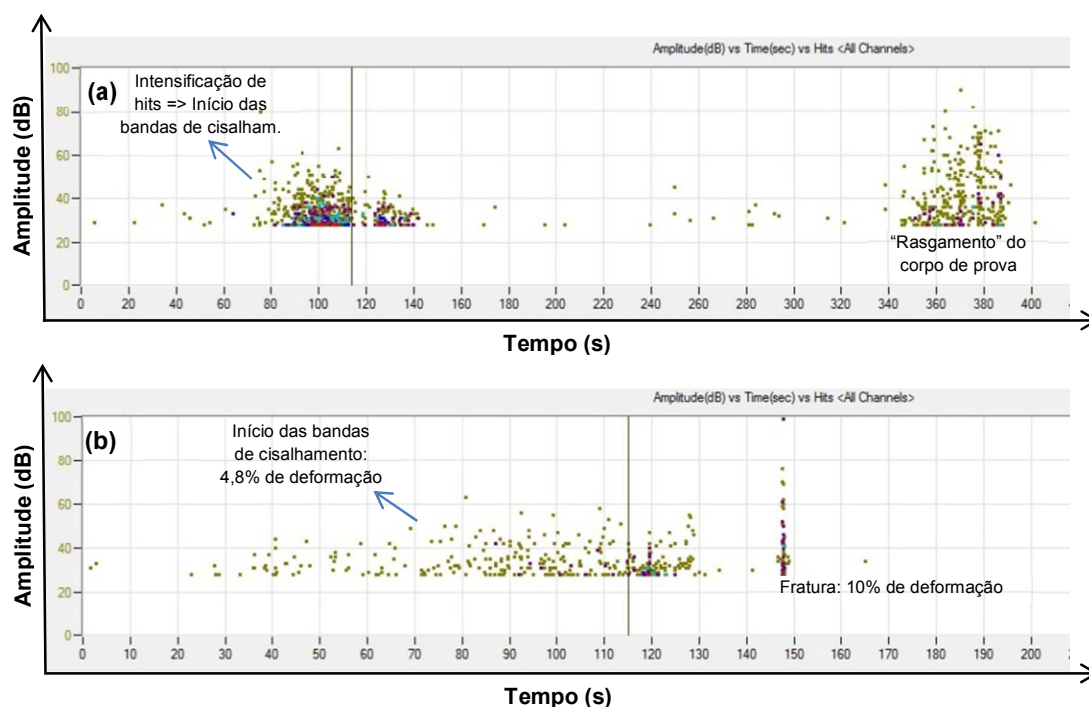 Amplitude(dB) vs Time(sec) vs Hits <All Channels>
(a)
Intensificação de
hits => Início das
bandas de cisalham.
Amplitude (dB)
100
80
60
40
20
0
“Rasgamento” do
corpo de prova
0 20 40 60 80 100 120 140 160 180 200 220 240 260 280 300 320 340 360 380 400
Tempo (s)
Amplitude(dB) vs Time(sec) vs Hits <All Channels>
(b)
Início das bandas
de cisalhamento:
4,8% de deformação
Amplitude (dB)
100
80
60
40
20
0
Fratura: 10% de deformação
0 10 20 30 40 50 60 70 80 90 100 110 120 130 140 150 160 170 180 190 200
Tempo (s)